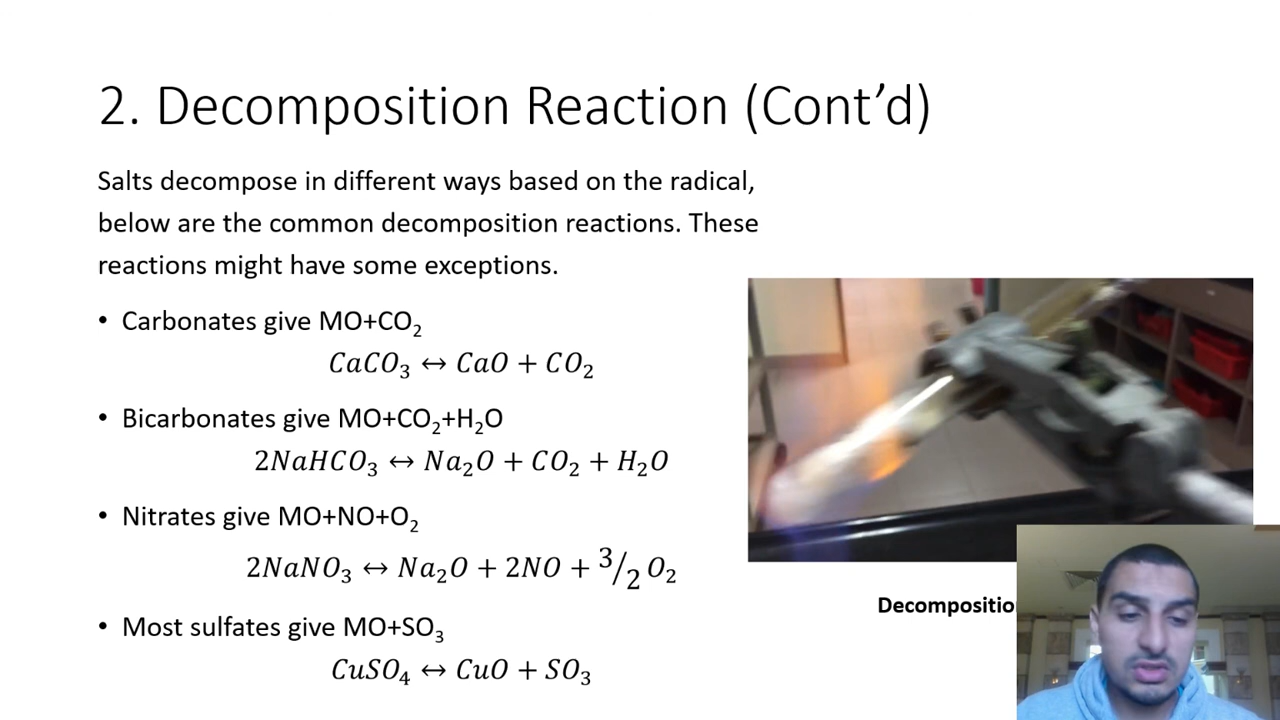 2. Decomposition Reaction (Cont’d)
Salts decompose in different ways based on the radical,
below are the common decomposition reactions. These
reactions might have some exceptions.
• Carbonates give MO+CO₂
CaCO₃ ↔ CaO + CO₂
• Bicarbonates give MO+CO₂+H₂O
2NaHCO₃ ↔ Na₂O + CO₂ + H₂O
• Nitrates give MO+NO+O₂
2NaNO₃ ↔ Na₂O + 2NO + 3/2 O₂
• Most sulfates give MO+SO₃
CuSO₄ ↔ CuO + SO₃
Decompositio